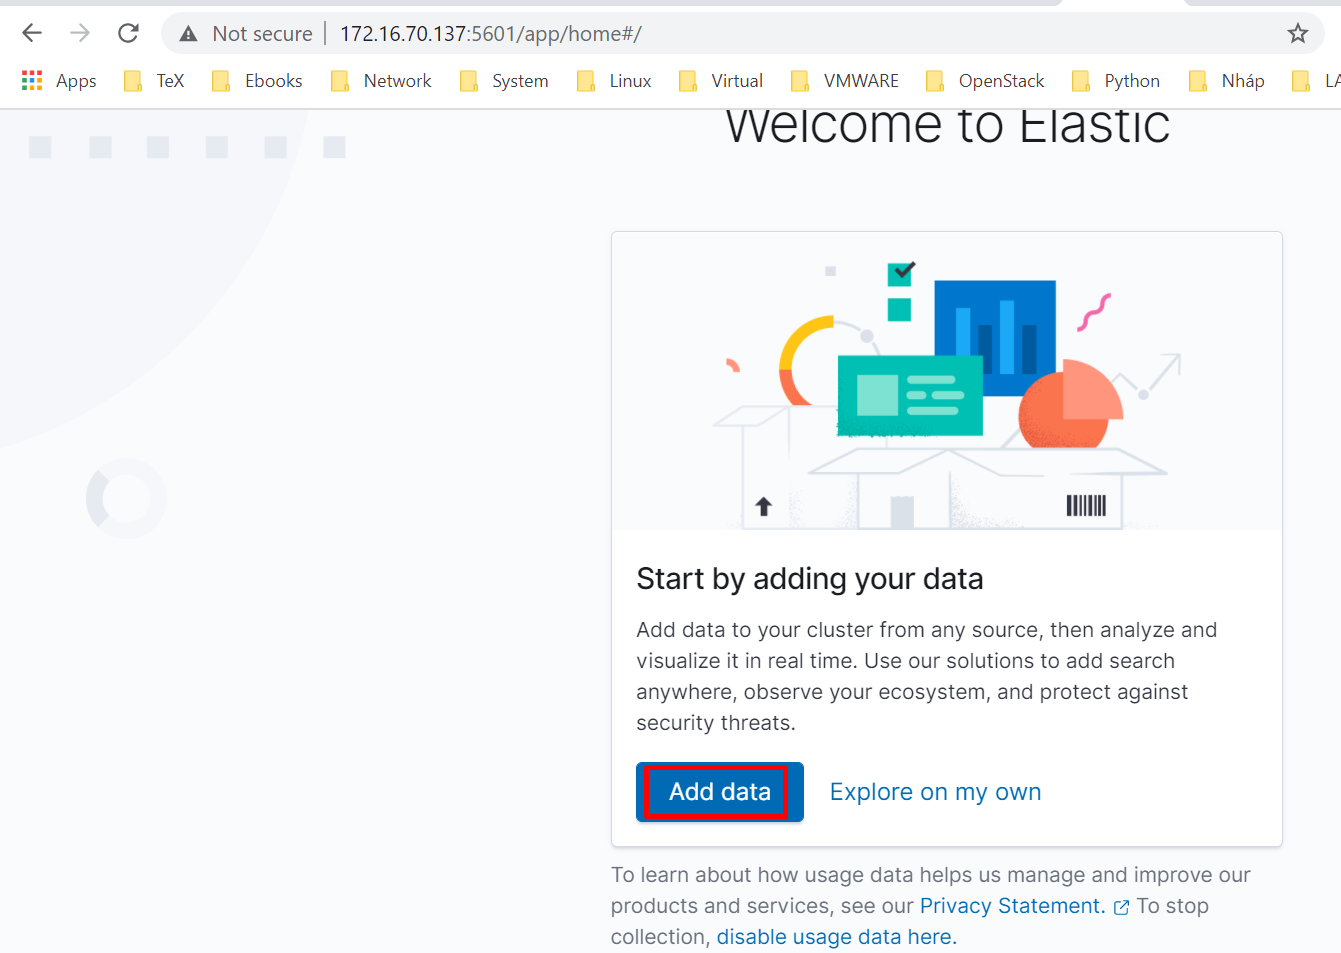 Not secure | 172.16.70.137:5601/app/home#/
Apps TeX Ebooks Network System Linux Virtual VMWARE OpenStack Python Nháp
Welcome to Elastic
Start by adding your data
Add data to your cluster from any source, then analyze and
visualize it in real time. Use our solutions to add search
anywhere, observe your ecosystem, and protect against
security threats.
Add data Explore on my own
To learn about how usage data helps us manage and improve our
products and services, see our Privacy Statement. To stop
collection, disable usage data here.